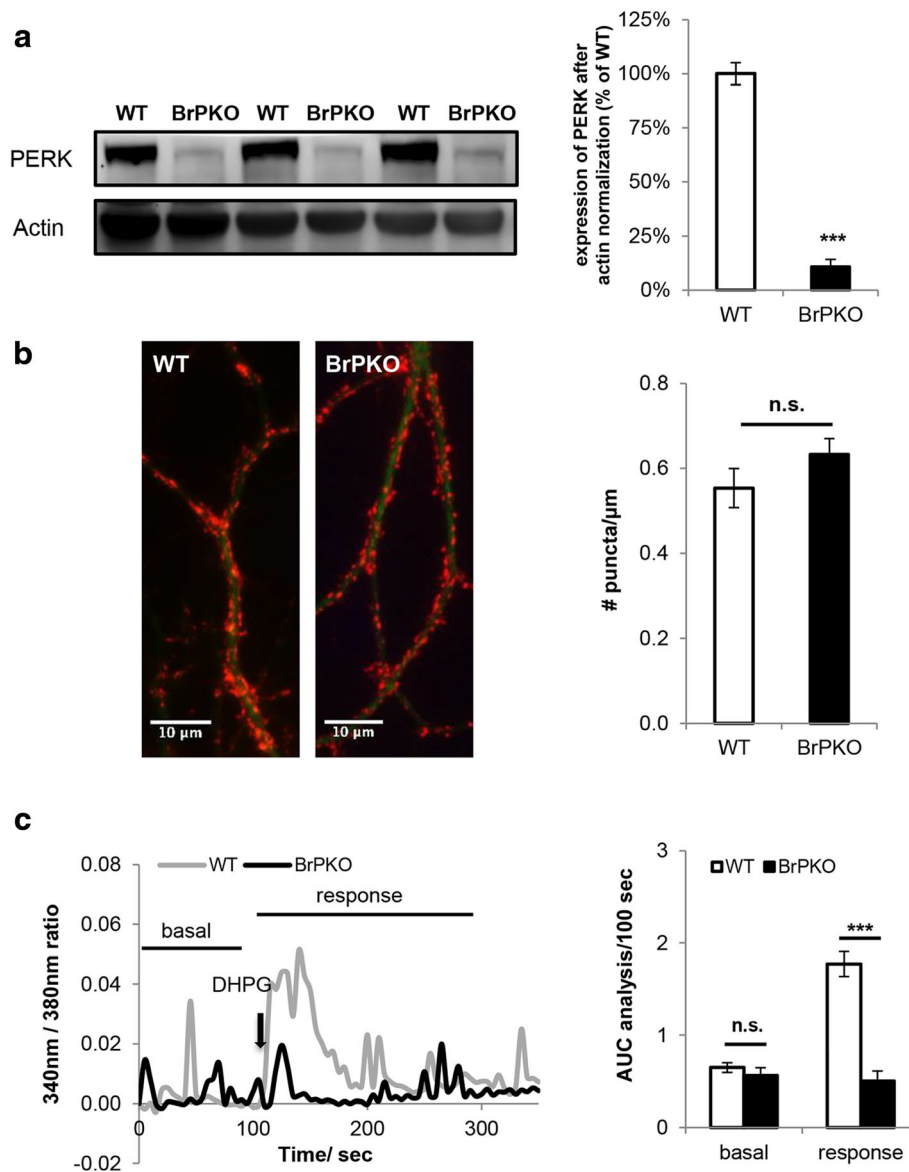 a
WT BrPKO WT BrPKO WT BrPKO
PERK
Actin
expression of PERK after
actin normalization (% of WT)
125%
100%
75%
50%
25%
0%
***
WT BrPKO
b
WT
10 µm
BrPKO
10 µm
# puncta/µm
0.8
0.6
0.4
0.2
0.0
n.s.
WT BrPKO
c
340nm / 380nm ratio
0.08
0.06
0.04
0.02
0.00
-0.02
WT BrPKO
response
basal
DHPG
0 100 200 300
Time/ sec
AUC analysis/100 sec
3
2
1
0
WT BrPKO
n.s.
***
basal response